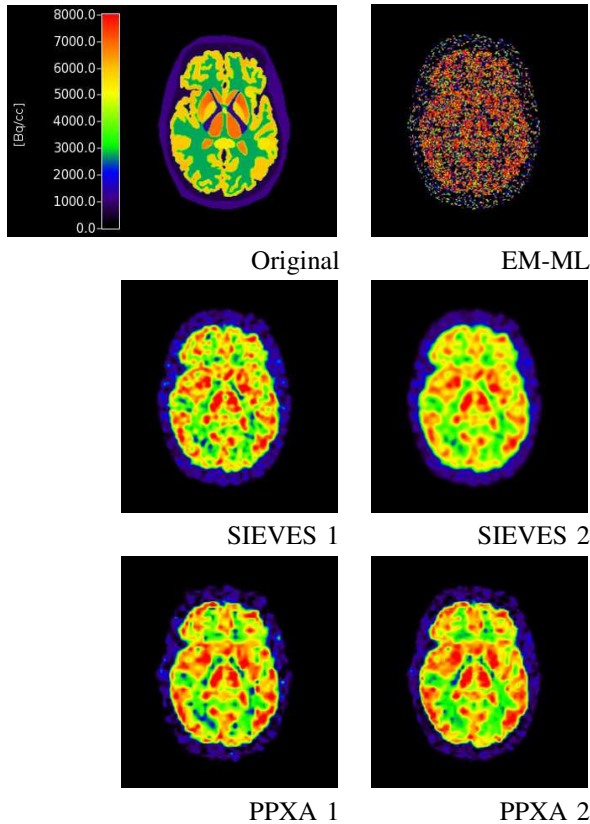 8000.0-
7000.0-
6000.0-
5000.0-
4000.0-
3000.0-
2000.0-
1000.0-
0.0-
[Bq/cc]
Original
EM-ML
SIEVES 1
SIEVES 2
PPXA 1
PPXA 2